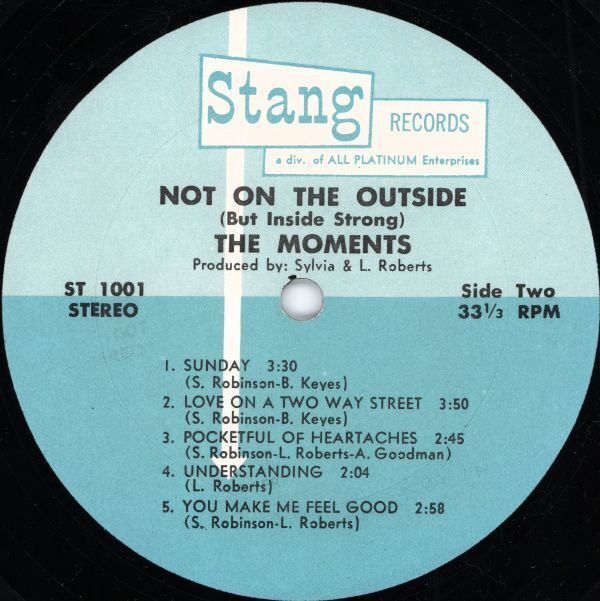 Stang
RECORDS
a div. of ALL PLATINUM Enterprises
NOT ON THE OUTSIDE
(But Inside Strong)
THE MOMENTS
Produced by: Sylvia & L. Roberts
ST 1001
STEREO
Side Two
33 1/3 RPM
1. SUNDAY 3:30
(S. Robinson-B. Keyes)
2. LOVE ON A TWO WAY STREET 3:50
(S. Robinson-B. Keyes)
3. POCKETFUL OF HEARTACHES 2:45
(S. Robinson-L. Roberts-A. Goodman)
4. UNDERSTANDING 2:04
(L. Roberts)
5. YOU MAKE ME FEEL GOOD 2:58
(S. Robinson-L. Roberts)